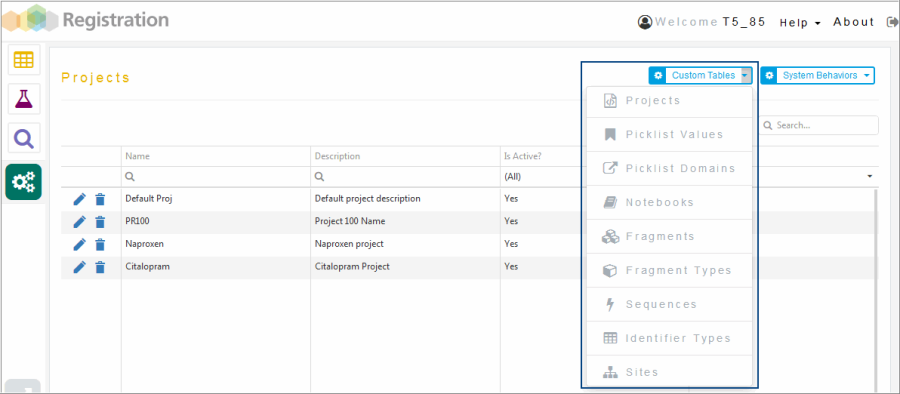 Registration
Welcome T5_85 Help About
Projects
Custom Tables
System Behaviors
Projects
Picklist Values
Picklist Domains
Notebooks
Fragments
Fragment Types
Sequences
Identifier Types
Sites
Search...
Name Description Is Active?
(All)
Default Proj Default project description Yes
PR100 Project 100 Name Yes
Naproxen Naproxen project Yes
Citalopram Citalopram Project Yes